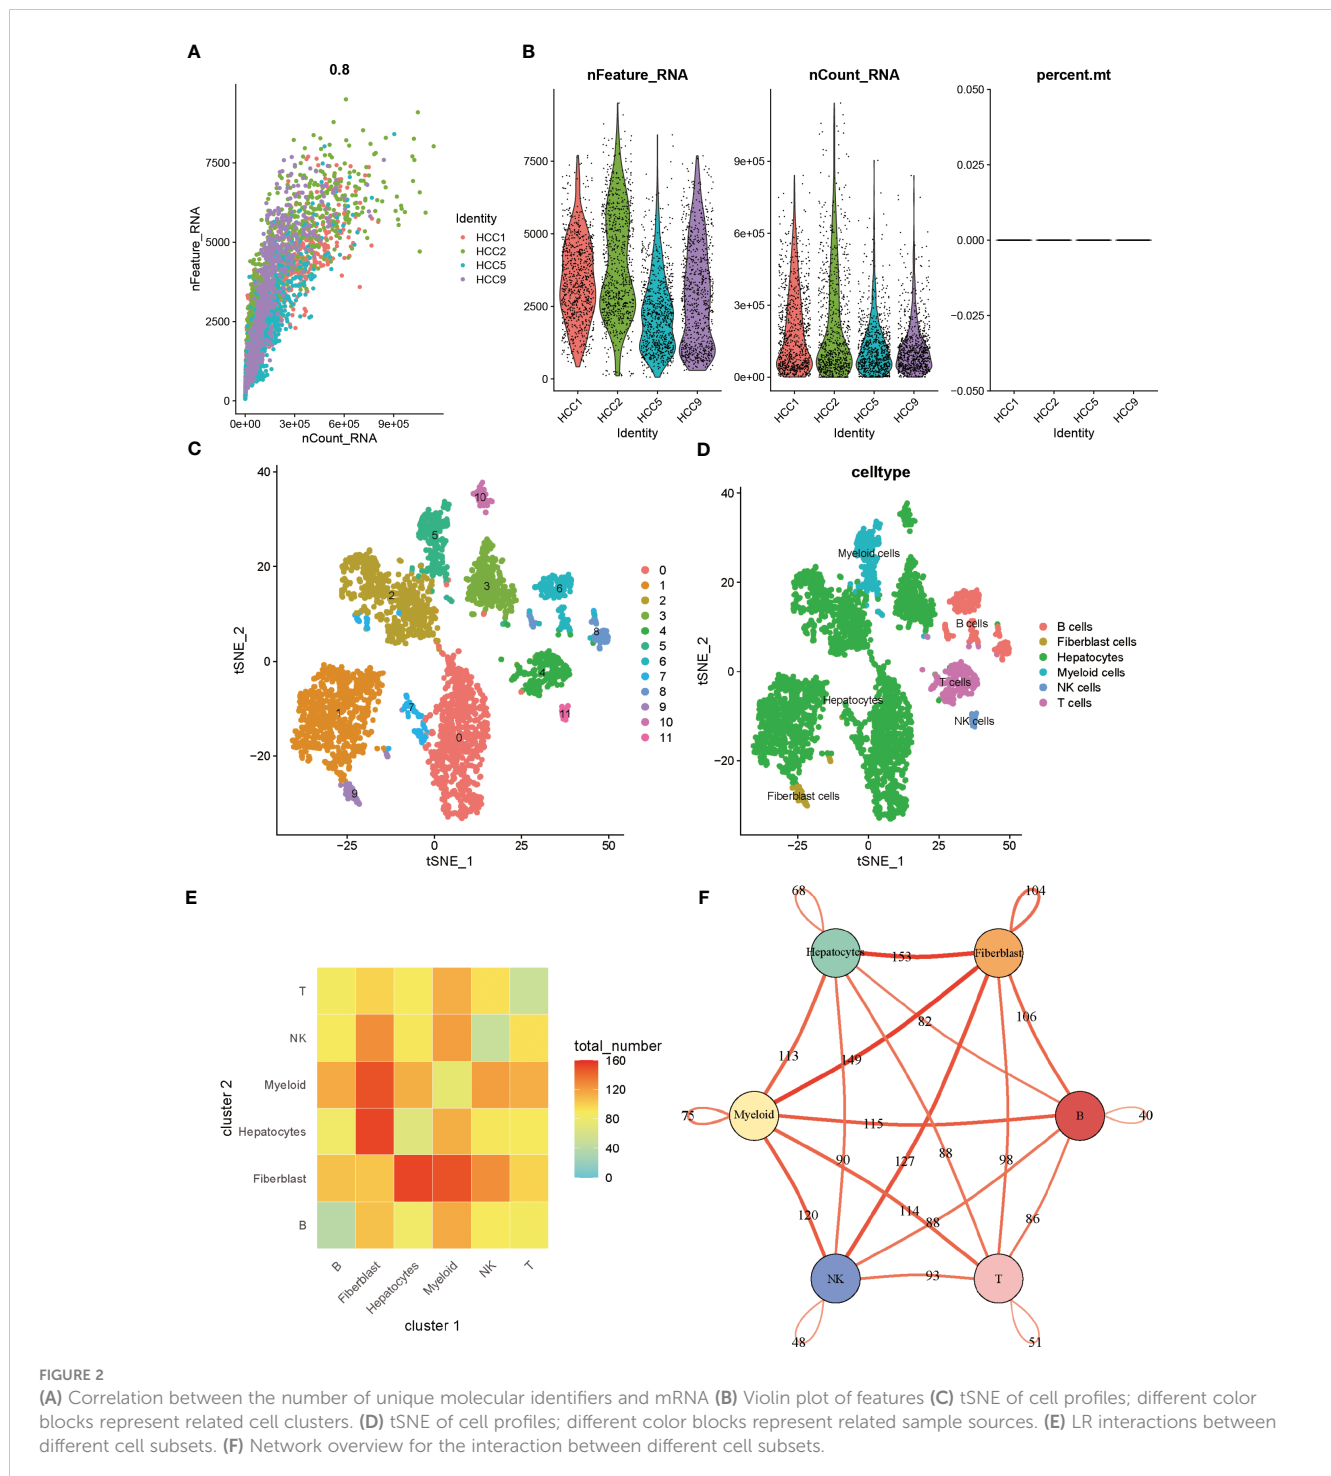 A
0.8
nFeature_RNA
7500
5000
2500
0
0e+00 3e+05 6e+05 9e+05
nCount_RNA
Identity
HCC1
HCC2
HCC5
HCC9
B
nFeature_RNA
7500
5000
2500
0
HCC1 HCC2 HCC5 HCC9
Identity
nCount_RNA
9e+05
6e+05
3e+05
0e+00
HCC1 HCC2 HCC5 HCC9
Identity
percent.mt
0.050
0.025
0.000
−0.025
−0.050
HCC1 HCC2 HCC5 HCC9
Identity
C
tSNE_2
40
20
0
−20
−25 0 25 50
tSNE_1
10
5
3
6
2
8
4
11
7
1
0
9
0
1
2
3
4
5
6
7
8
9
10
11
D
celltype
tSNE_2
40
20
0
−20
−25 0 25 50
tSNE_1
Myeloid cells
B cells
T cells
Hepatocytes
NK cells
Fiberblast cells
B cells
Fiberblast cells
Hepatocytes
Myeloid cells
NK cells
T cells
E
cluster 2
T
NK
Myeloid
Hepatocytes
Fiberblast
B
B Fiberblast Hepatocytes Myeloid NK T
cluster 1
total_number
160
120
80
40
0
F
68
104
Hepatocytes
153
Fiberblast
82
106
113
149
75
Myeloid
115
B
40
90
127
88
98
120
114
88
86
NK
93
T
48
51
FIGURE 2
(A) Correlation between the number of unique molecular identifiers and mRNA (B) Violin plot of features (C) tSNE of cell profiles; different color
blocks represent related cell clusters. (D) tSNE of cell profiles; different color blocks represent related sample sources. (E) LR interactions between
different cell subsets. (F) Network overview for the interaction between different cell subsets.